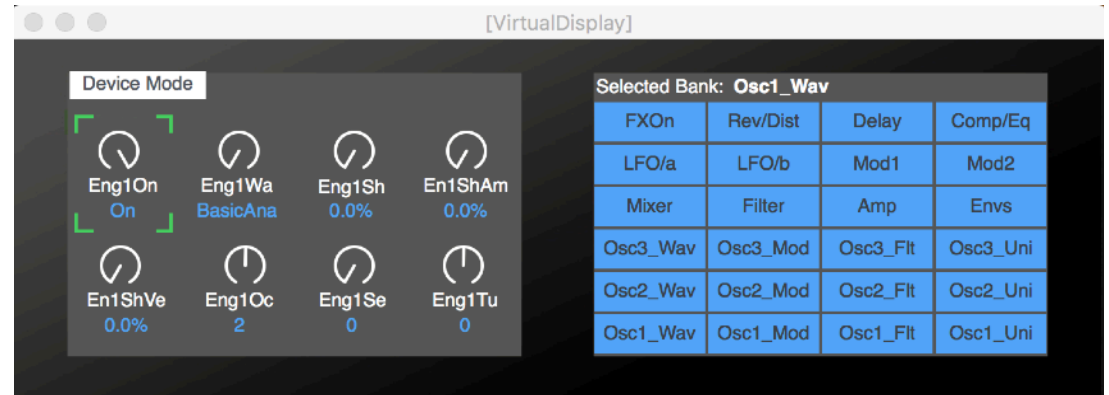 [VirtualDisplay]
Device Mode
Eng1On Eng1Wa Eng1Sh En1ShAm
On BasicAna 0.0% 0.0%
En1ShVe Eng1Oc Eng1Se Eng1Tu
0.0% 2 0 0
Selected Bank: Osc1_Wav
FXOn Rev/Dist Delay Comp/Eq
LFO/a LFO/b Mod1 Mod2
Mixer Filter Amp Envs
Osc3_Wav Osc3_Mod Osc3_Flt Osc3_Uni
Osc2_Wav Osc2_Mod Osc2_Flt Osc2_Uni
Osc1_Wav Osc1_Mod Osc1_Flt Osc1_Uni